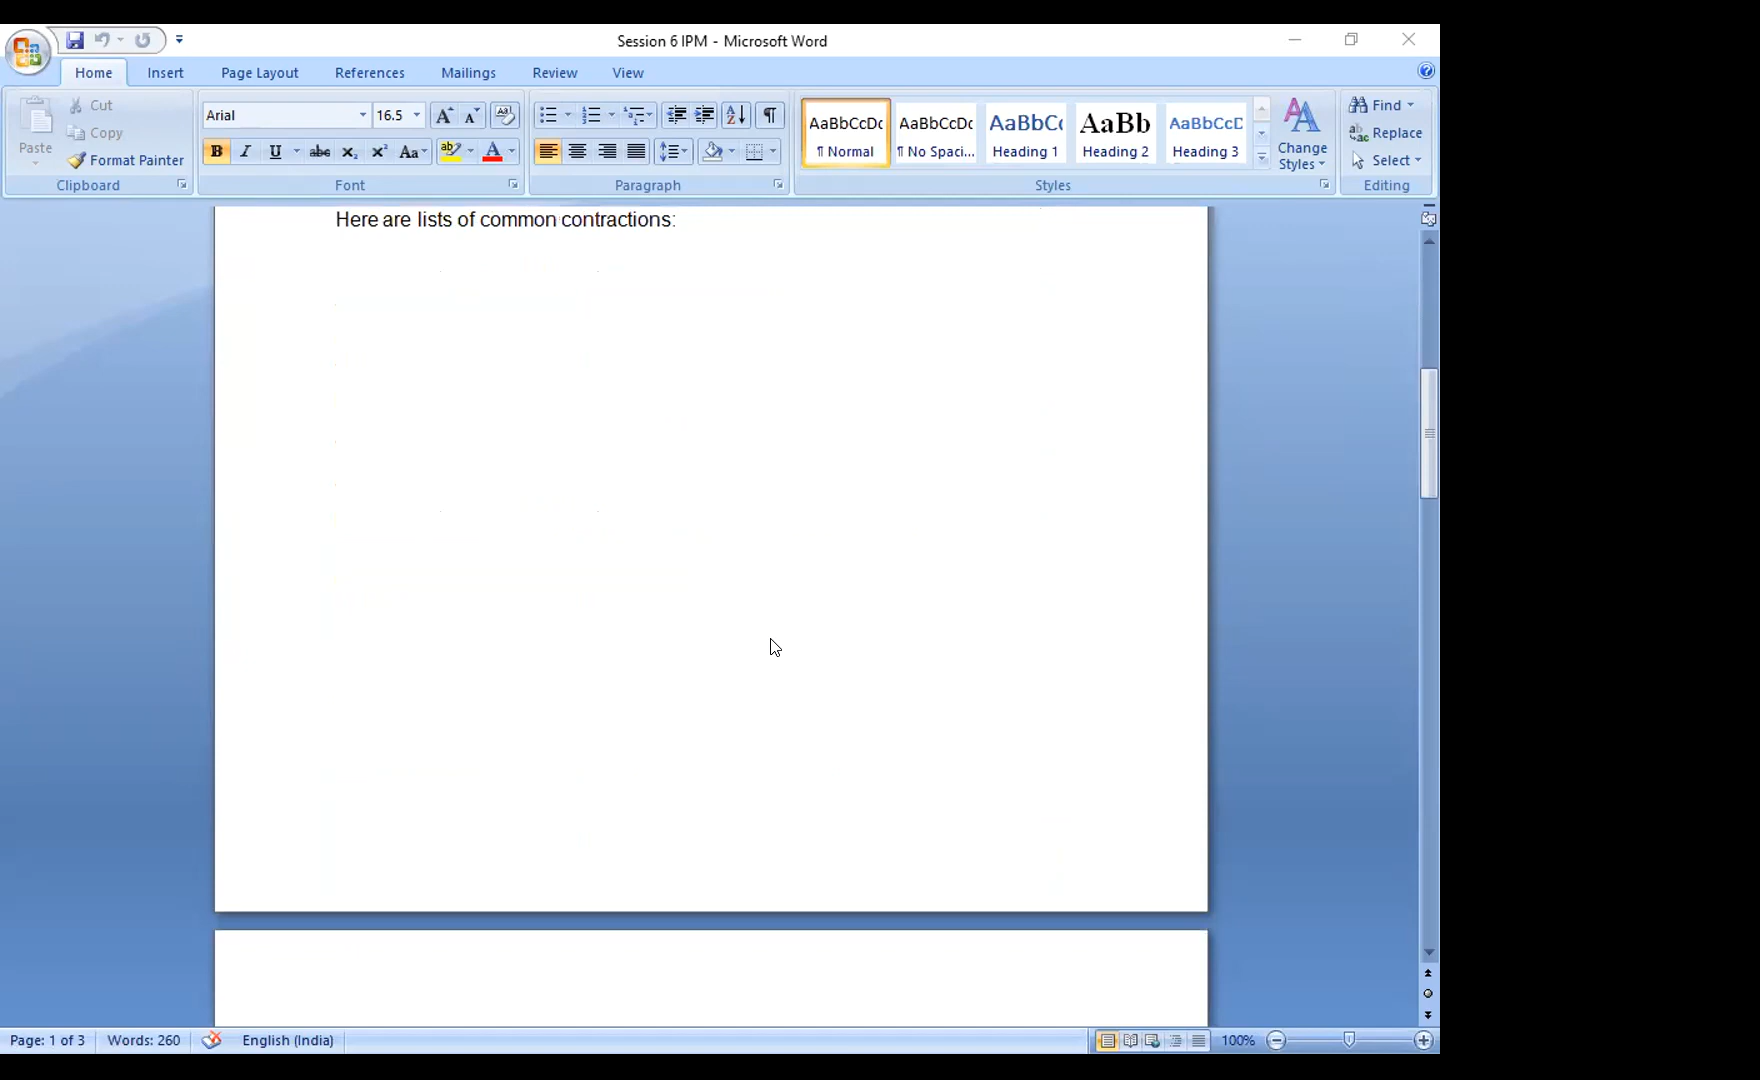 Session 6 IPM - Microsoft Word
Home Insert Page Layout References Mailings Review View
Paste Cut Copy Format Painter Clipboard
Arial 16.5 Font
Paragraph
AaBbCcDc AaBbCcDc AaBbC( AaBb AaBbCcD
¶ Normal ¶ No Spaci... Heading 1 Heading 2 Heading 3
Change Styles Styles
Find Replace Select Editing
Here are lists of common contractions:
Page: 1 of 3 Words: 260 English (India) 100%